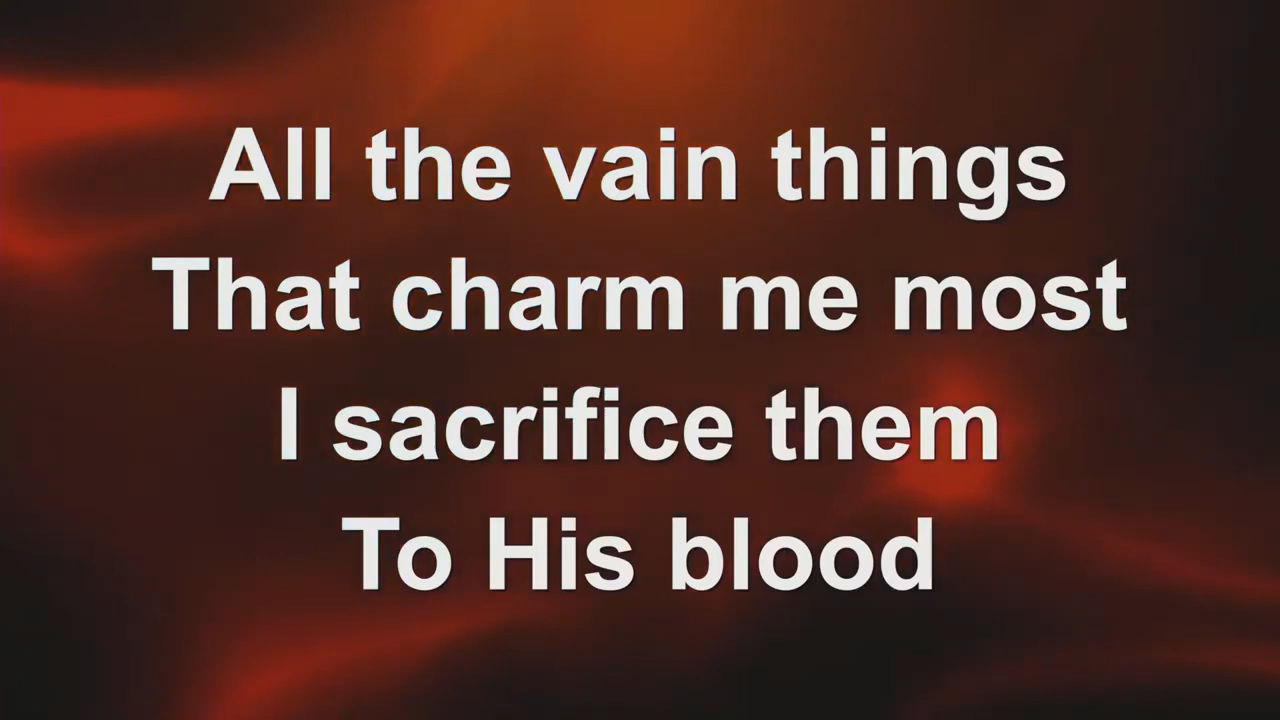 All the vain things
That charm me most
I sacrifice them
To His blood